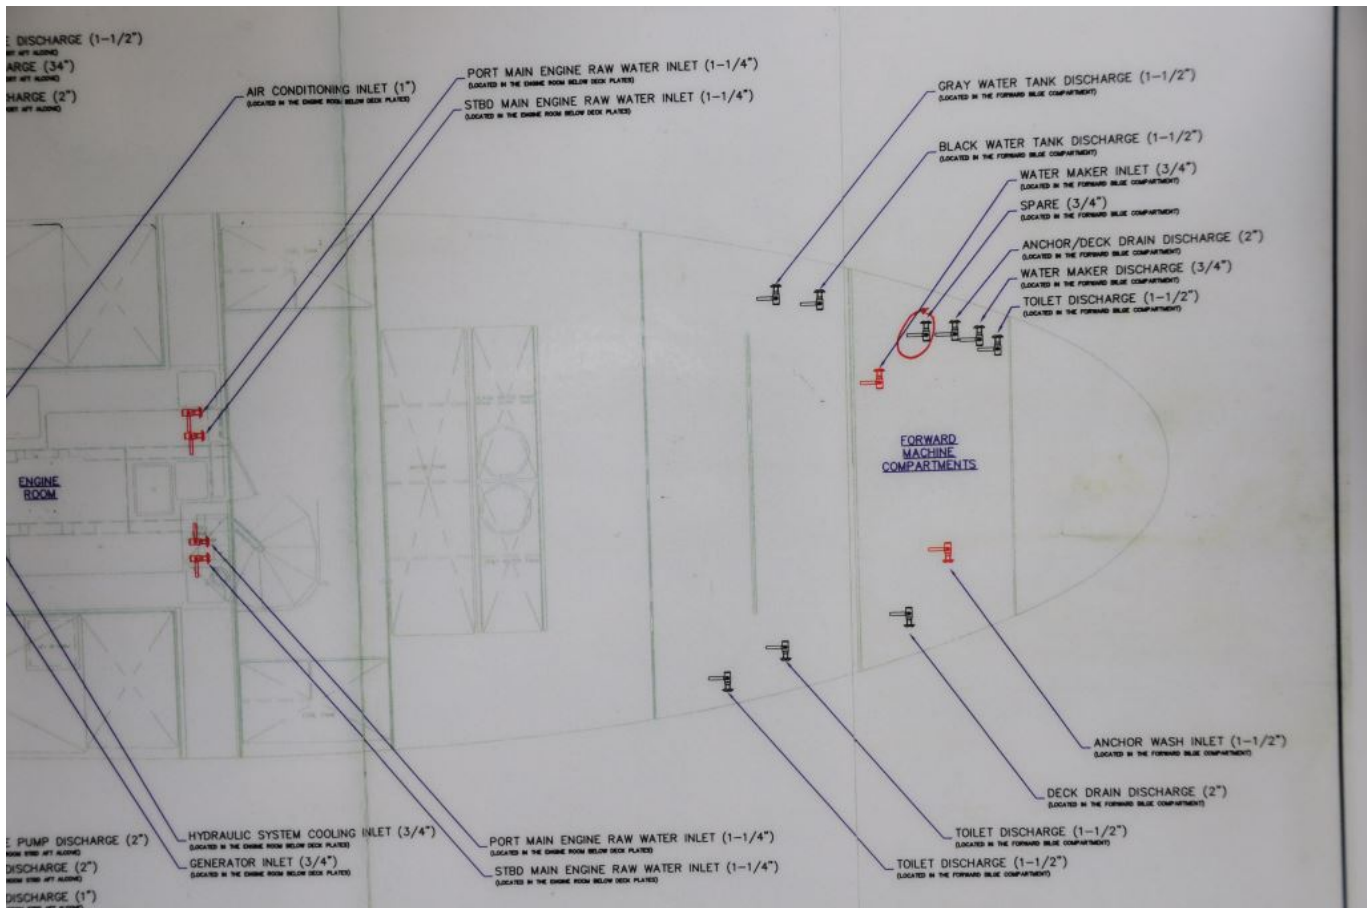 E DISCHARGE (1-1/2")
ARGE (34")
HARGE (2")
AIR CONDITIONING INLET (1")
(LOCATED IN THE ENGINE ROOM BELOW DECK PLATES)
PORT MAIN ENGINE RAW WATER INLET (1-1/4")
(LOCATED IN THE ENGINE ROOM BELOW DECK PLATES)
STBD MAIN ENGINE RAW WATER INLET (1-1/4")
(LOCATED IN THE ENGINE ROOM BELOW DECK PLATES)
GRAY WATER TANK DISCHARGE (1-1/2")
(LOCATED IN THE FORWARD BILGE COMPARTMENT)
BLACK WATER TANK DISCHARGE (1-1/2")
(LOCATED IN THE FORWARD BILGE COMPARTMENT)
WATER MAKER INLET (3/4")
(LOCATED IN THE FORWARD BILGE COMPARTMENT)
SPARE (3/4")
(LOCATED IN THE FORWARD BILGE COMPARTMENT)
ANCHOR/DECK DRAIN DISCHARGE (2")
(LOCATED IN THE FORWARD BILGE COMPARTMENT)
WATER MAKER DISCHARGE (3/4")
(LOCATED IN THE FORWARD BILGE COMPARTMENT)
TOILET DISCHARGE (1-1/2")
(LOCATED IN THE FORWARD BILGE COMPARTMENT)
ENGINE
ROOM
FORWARD
MACHINE
COMPARTMENTS
ANCHOR WASH INLET (1-1/2")
(LOCATED IN THE FORWARD BILGE COMPARTMENT)
DECK DRAIN DISCHARGE (2")
(LOCATED IN THE FORWARD BILGE COMPARTMENT)
TOILET DISCHARGE (1-1/2")
(LOCATED IN THE FORWARD BILGE COMPARTMENT)
TOILET DISCHARGE (1-1/2")
(LOCATED IN THE FORWARD BILGE COMPARTMENT)
PORT MAIN ENGINE RAW WATER INLET (1-1/4")
(LOCATED IN THE ENGINE ROOM BELOW DECK PLATES)
STBD MAIN ENGINE RAW WATER INLET (1-1/4")
(LOCATED IN THE ENGINE ROOM BELOW DECK PLATES)
HYDRAULIC SYSTEM COOLING INLET (3/4")
(LOCATED IN THE ENGINE ROOM BELOW DECK PLATES)
GENERATOR INLET (3/4")
(LOCATED IN THE ENGINE ROOM BELOW DECK PLATES)
E PUMP DISCHARGE (2")
ROOM STBD AFT ALCOVE)
DISCHARGE (2")
ROOM STBD AFT ALCOVE)
DISCHARGE (1")